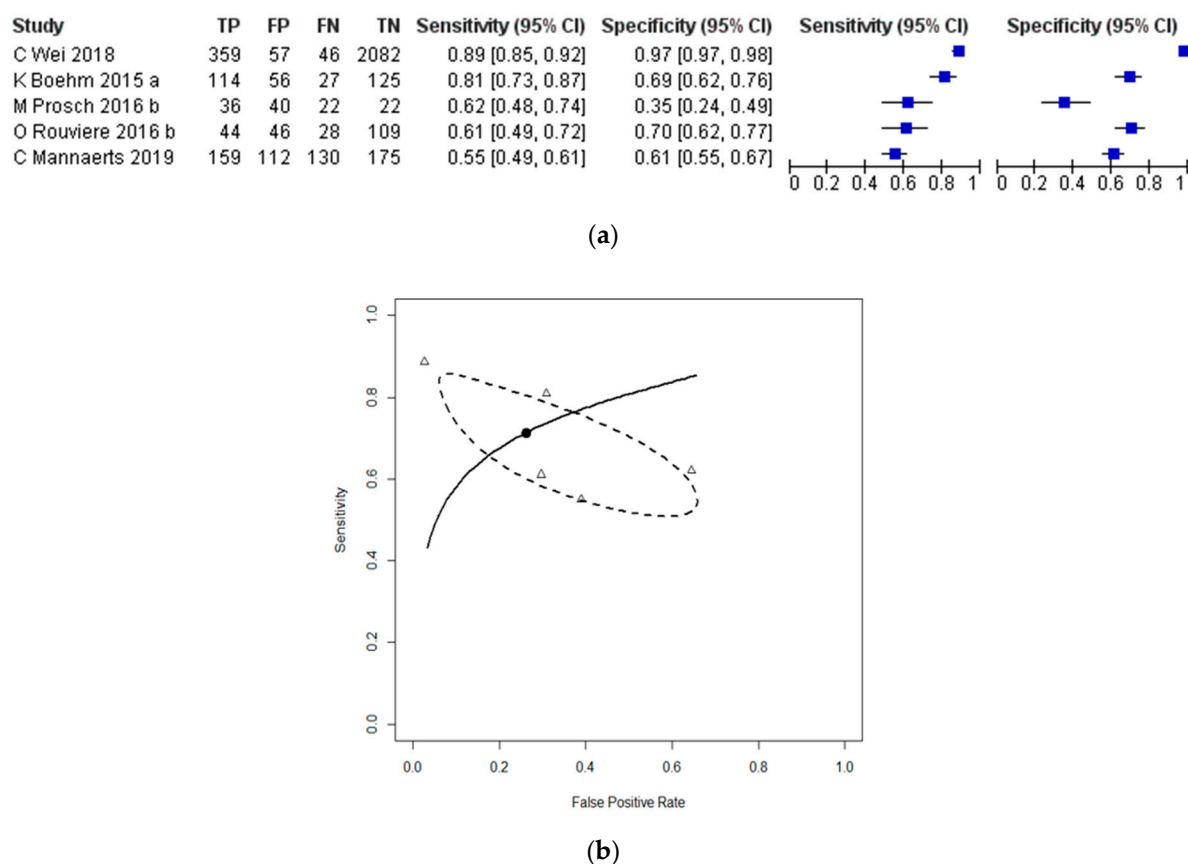 Study TP FP FN TN Sensitivity (95% CI) Specificity (95% CI) Sensitivity (95% CI) Specificity (95% CI)
C Wei 2018 359 57 46 2082 0.89 [0.85, 0.92] 0.97 [0.97, 0.98]
K Boehm 2015 a 114 56 27 125 0.81 [0.73, 0.87] 0.69 [0.62, 0.76]
M Prosch 2016 b 36 40 22 22 0.62 [0.48, 0.74] 0.35 [0.24, 0.49]
O Rouviere 2016 b 44 46 28 109 0.61 [0.49, 0.72] 0.70 [0.62, 0.77]
C Mannaerts 2019 159 112 130 175 0.55 [0.49, 0.61] 0.61 [0.55, 0.67]
0 0.2 0.4 0.6 0.8 1 0 0.2 0.4 0.6 0.8 1
(a)
1.0
0.8
0.6
0.4
0.2
0.0
Sensitivity
0.0 0.2 0.4 0.6 0.8 1.0
False Positive Rate
(b)